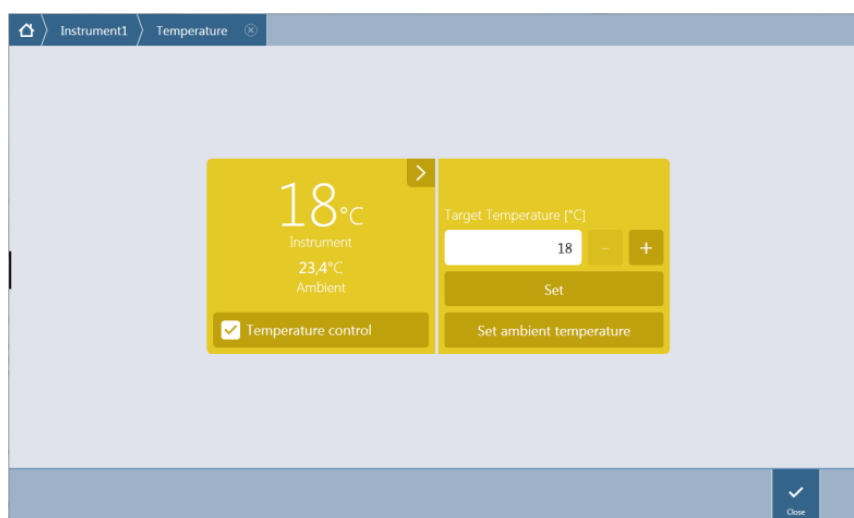 Instrument1
Temperature
18°C
Instrument
23,4°C
Ambient
Temperature control
Target Temperature [°C]
18 - +
Set
Set ambient temperature
Close